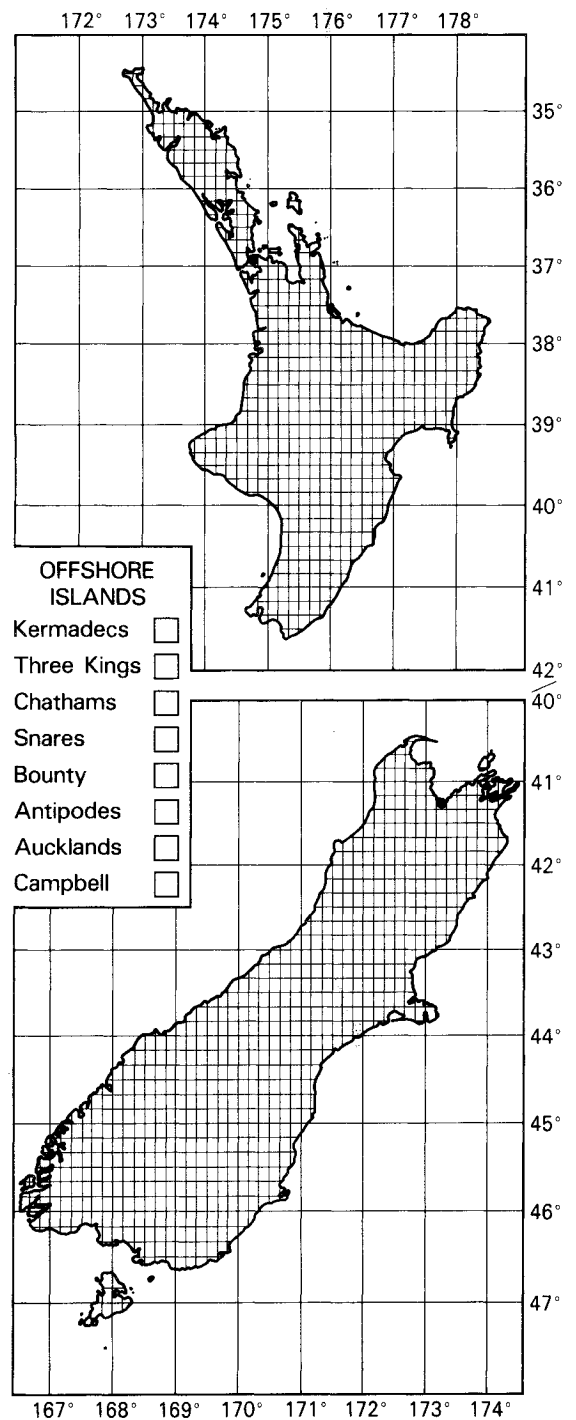 172° 173° 174° 175° 176° 177° 178°
35°
36°
37°
38°
39°
40°
41°
42°
OFFSHORE
ISLANDS
Kermadecs
Three Kings
Chathams
Snares
Bounty
Antipodes
Aucklands
Campbell
40°
41°
42°
43°
44°
45°
46°
47°
167° 168° 169° 170° 171° 172° 173° 174°